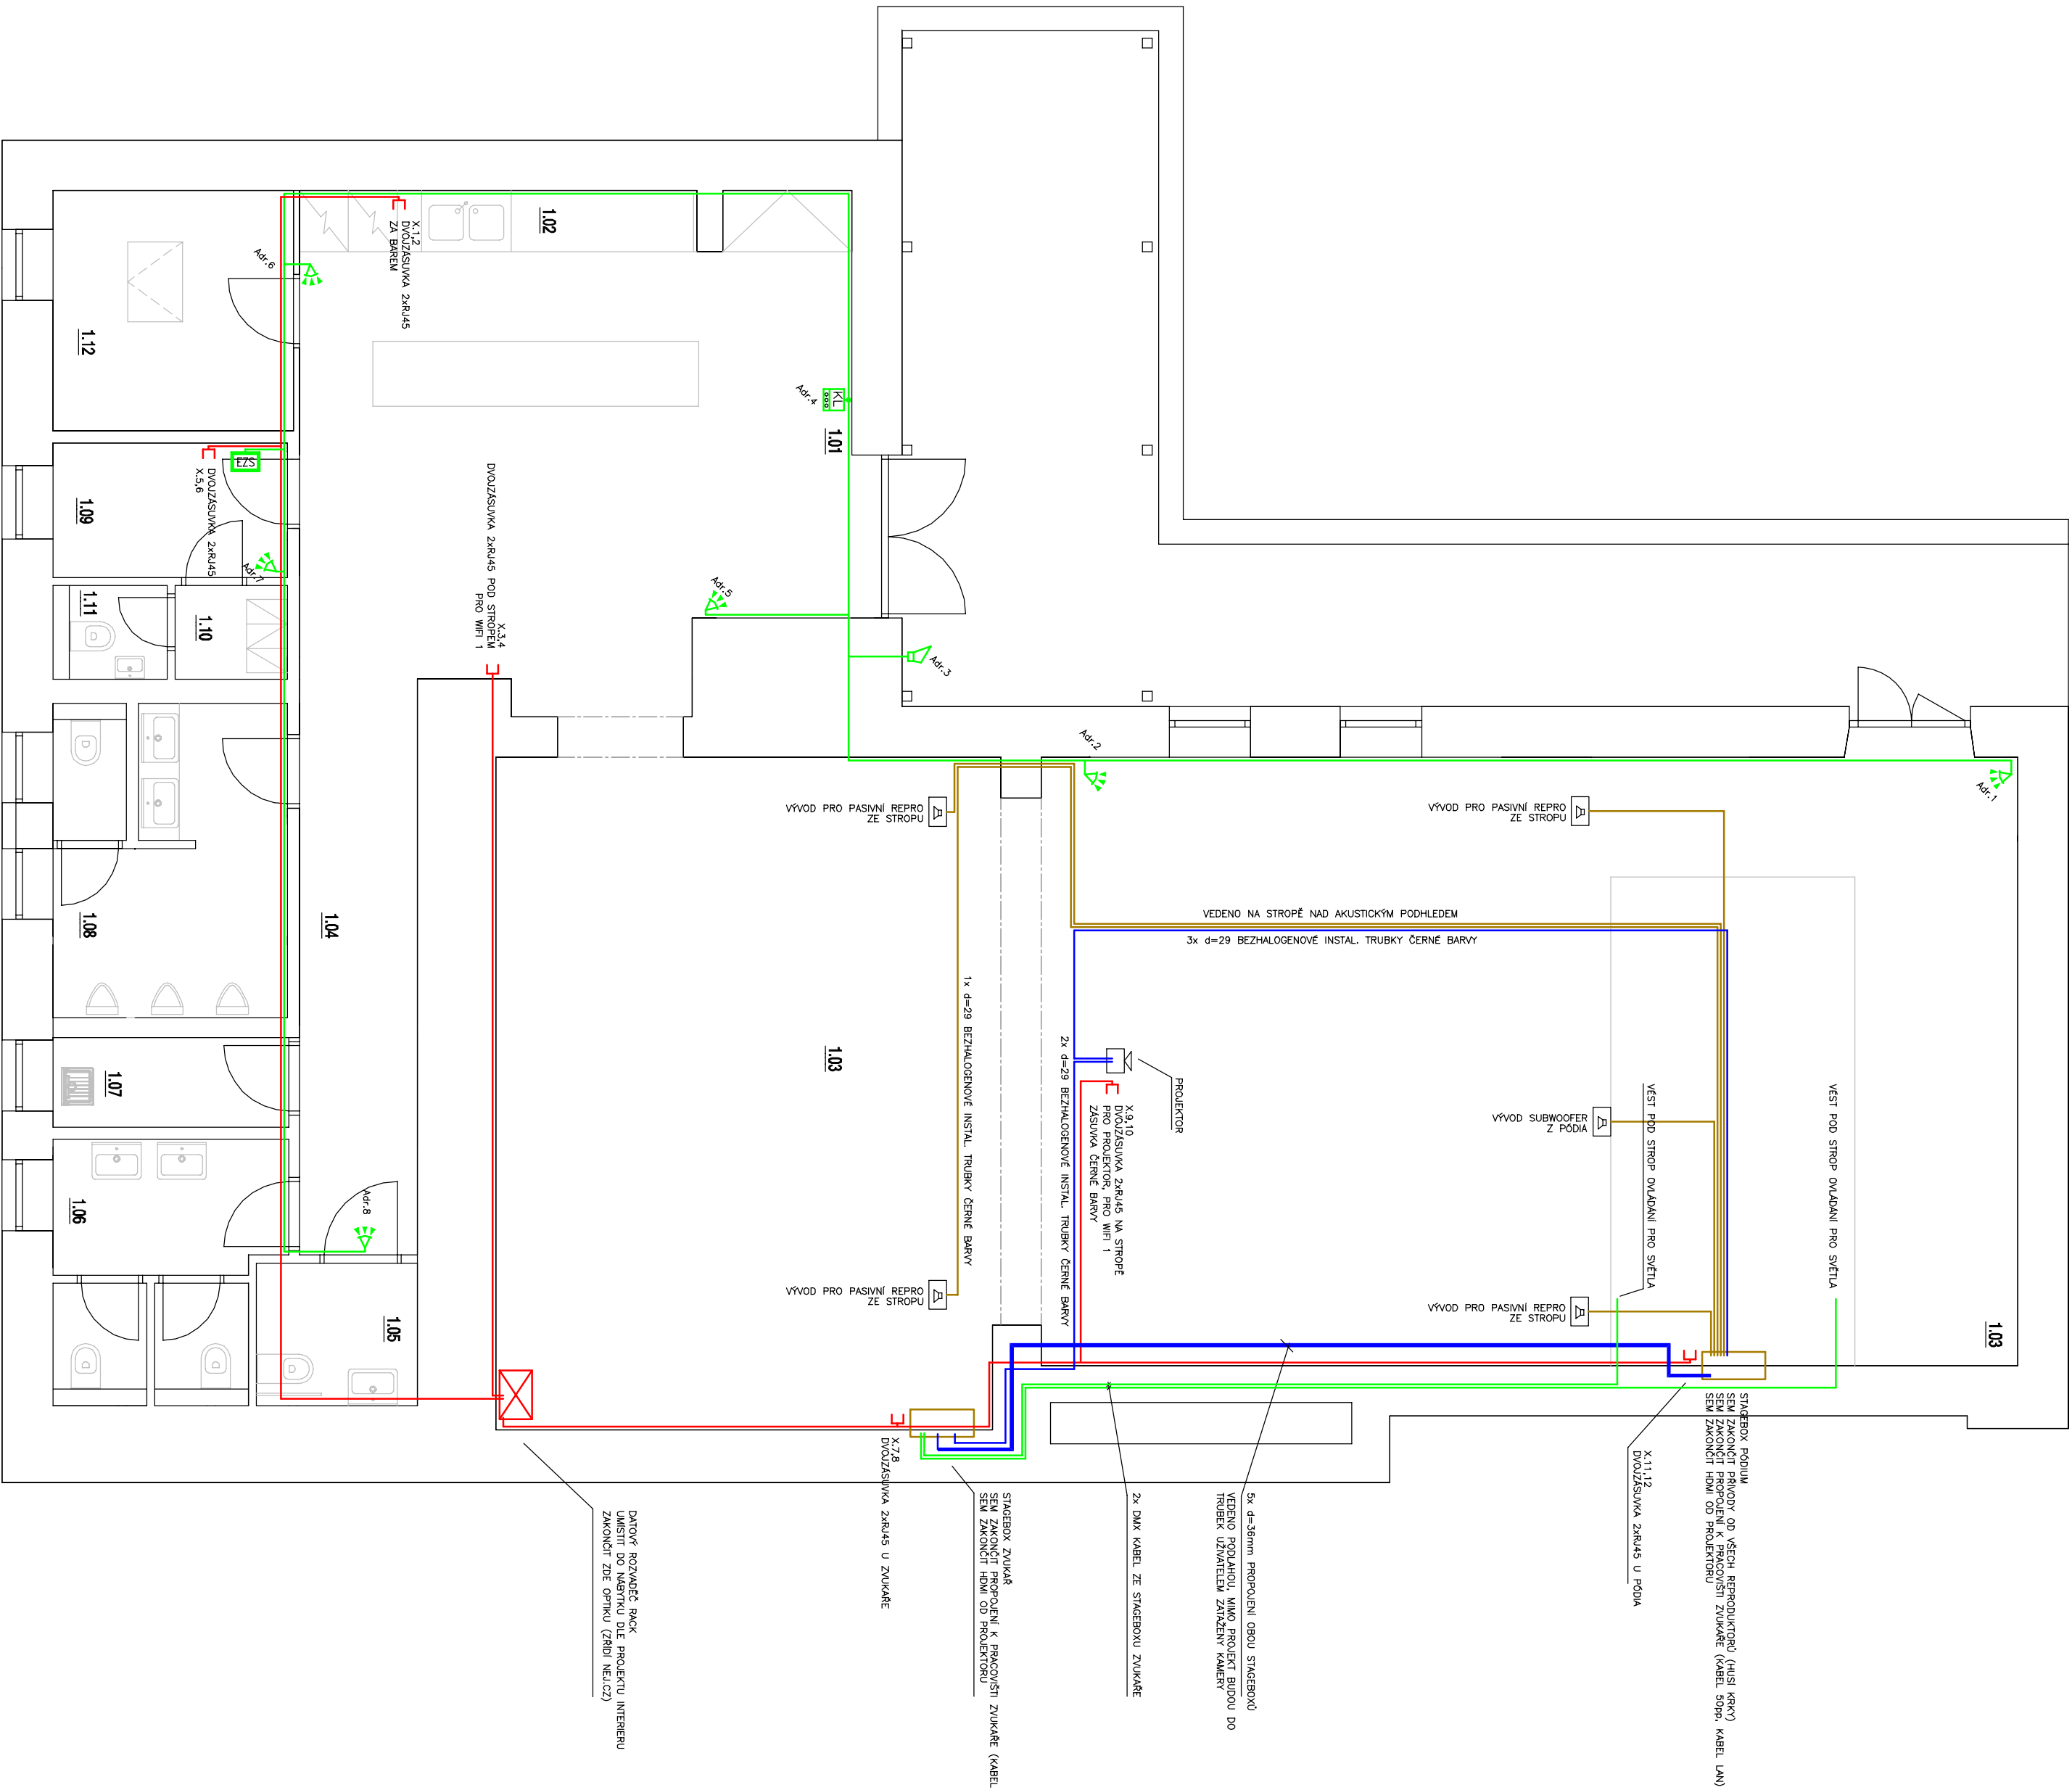 1.02
X.1,2
DVOJZÁSUVKA 2xRJ45
ZA BAREM
Adr.6
1.12
KL
Adr.4
1.01
EZS
DVOJZÁSUVKA 2xRJ45
X.5,6
1.09
Adr.7
1.11
1.10
X.3,4
DVOJZÁSUVKA 2xRJ45 POD STROPEM
PRO WIFI 1
Adr.5
Adr.3
Adr.2
Adr.1
VÝVOD PRO PASIVNÍ REPRO
ZE STROPU
VÝVOD PRO PASIVNÍ REPRO
ZE STROPU
VEDENO NA STROPĚ NAD AKUSTICKÝM PODHLEDEM
3x d=29 BEZHALOGENOVÉ INSTAL. TRUBKY ČERNÉ BARVY
1.04
1.08
1.03
1x d=29 BEZHALOGENOVÉ INSTAL. TRUBKY ČERNÉ BARVY
2x d=29 BEZHALOGENOVÉ INSTAL. TRUBKY ČERNÉ BARVY
PROJEKTOR
X.9,10
DVOJZÁSUVKA 2xRJ45 NA STROPĚ
PRO PROJEKTOR, PRO WIFI 1
ZÁSUVKA ČERNÉ BARVY
VÝVOD SUBWOOFER
Z PÓDIA
VÉST POD STROP OVLÁDÁNÍ PRO SVĚTLA
VÉST POD STROP OVLÁDÁNÍ PRO SVĚTLA
1.07
1.06
Adr.8
1.05
VÝVOD PRO PASIVNÍ REPRO
ZE STROPU
VÝVOD PRO PASIVNÍ REPRO
ZE STROPU
1.03
STAGEBOX PÓDIUM
SEM ZAKONČIT PŘÍVODY OD VŠECH REPRODUKTORŮ (HUSÍ KRKY)
SEM ZAKONČIT PROPOJENÍ K PRACOVIŠTI ZVUKAŘE (KABEL 50pp, KABEL LAN)
SEM ZAKONČIT HDMI OD PROJEKTORU
X.11,12
DVOJZÁSUVKA 2xRJ45 U PÓDIA
5x d=36mm PROPOJENÍ OBOU STAGEBOXŮ
VEDENO PODLAHOU, MIMO PROJEKT BUDOU DO
TRUBEK UŽIVATELEM ZATAŽENY KAMERY
2x DMX KABEL ZE STAGEBOXU ZVUKAŘE
STAGEBOX ZVUKAŘ
SEM ZAKONČIT PROPOJENÍ K PRACOVIŠTI ZVUKAŘE (KABEL
SEM ZAKONČIT HDMI OD PROJEKTORU
X.7,8
DVOJZÁSUVKA 2xRJ45 U ZVUKAŘE
DATOVÝ ROZVADĚČ RACK
UMÍSTIT DO NÁBYTKU DLE PROJEKTU INTERIERU
ZAKONČIT ZDE OPTIKU (ZŘÍDÍ NEJ.CZ)